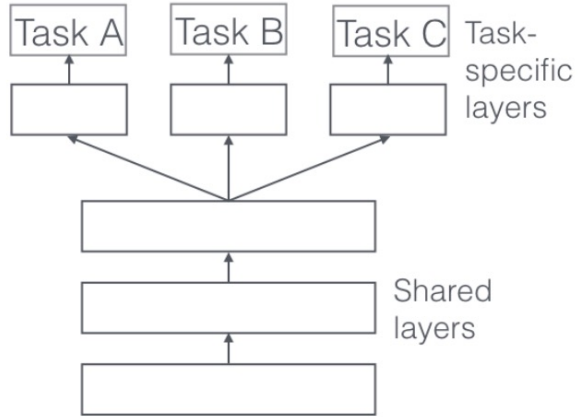 Task A
Task B
Task C
Task-
specific
layers
Shared
layers